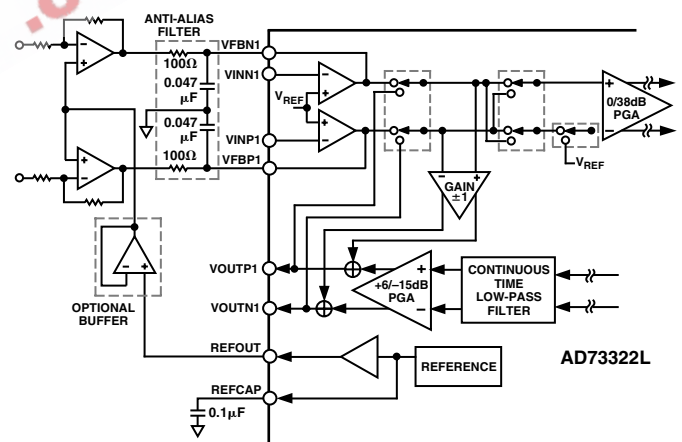 ANTI-ALIAS
FILTER
VFBN1
100Ω
VINN1
0.047
μF
VREF
0/38dB
PGA
0.047
μF
VINP1
100Ω
VFBP1
VREF
GAIN
±1
VOUTP1
+6/–15dB
PGA
CONTINUOUS
TIME
LOW-PASS
FILTER
OPTIONAL
BUFFER
VOUTN1
REFOUT
REFERENCE
AD73322L
REFCAP
0.1μF